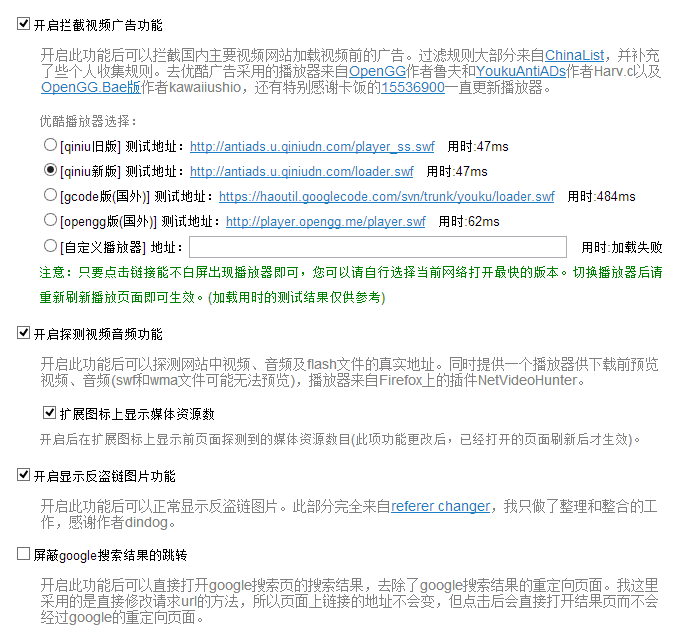 开启拦截视频广告功能
开启此功能后可以拦截国内主要视频网站加载视频前的广告。过滤规则大部分来自ChinaList，并补充
了些个人收集规则。去优酷广告采用的播放器来自OpenGG作者鲁夫和YoukuAntiADs作者Harv.c以及
OpenGG.Bae版作者kawaiiushio，还有特别感谢卡饭的15536900一直更新播放器。
优酷播放器选择：
[qiniu旧版] 测试地址：http://antiads.u.qiniudn.com/player_ss.swf 用时:47ms
[qiniu新版] 测试地址：http://antiads.u.qiniudn.com/loader.swf 用时:47ms
[gcode版(国外)] 测试地址：https://haoutil.googlecode.com/svn/trunk/youku/loader.swf 用时:484ms
[opengg版(国外)] 测试地址：http://player.opengg.me/player.swf 用时:62ms
[自定义播放器] 地址： 用时:加载失败
注意：只要点击链接能不白屏出现播放器即可，您可以请自行选择当前网络打开最快的版本。切换播放器后请
重新刷新播放页面即可生效。(加载用时的测试结果仅供参考)
开启探测视频音频功能
开启此功能后可以探测网站中视频、音频及flash文件的真实地址。同时提供一个播放器供下载前预览
视频、音频(swf和wma文件可能无法预览)，播放器来自Firefox上的插件NetVideoHunter。
扩展图标上显示媒体资源数
开启后在扩展图标上显示前页面探测到的媒体资源数目(此项功能更改后，已经打开的页面刷新后才生效)。
开启显示反盗链图片功能
开启此功能后可以正常显示反盗链图片。此部分完全来自referer changer，我只做了整理和整合的工
作，感谢作者dindog。
屏蔽google搜索结果的跳转
开启此功能后可以直接打开google搜索页的搜索结果，去除了google搜索结果的重定向页面。我这里
采用的是直接修改请求url的方法，所以页面上链接的地址不会变，但点击后会直接打开结果页而不会
经过google的重定向页面。